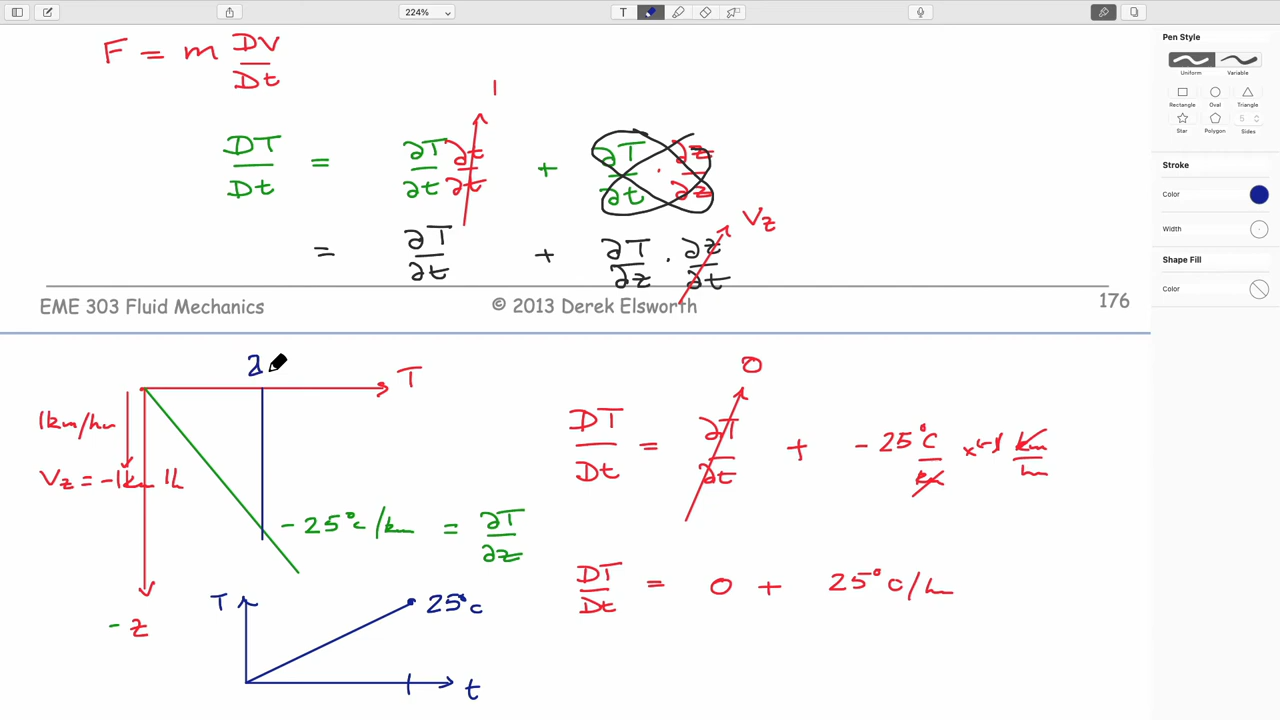 224%
T
Pen Style
Uniform Variable
Rectangle Oval Triangle
5
Star Polygon Sides
Stroke
Color
Width
Shape Fill
Color
F = m DV/Dt
1
DT/Dt = ∂T/∂t ∂t/∂t + ∂T/∂t · ∂z/∂z
Vz
= ∂T/∂t + ∂T/∂z · ∂z/∂t
EME 303 Fluid Mechanics © 2013 Derek Elsworth 176
2
T
1km/hr
Vz = -1km/h
-25°C/km = ∂T/∂z
- z
T
25°C
t
0
DT/Dt = ∂T/∂t + -25°C/km x -1 km/hr
DT/Dt = 0 + 25°C/hr